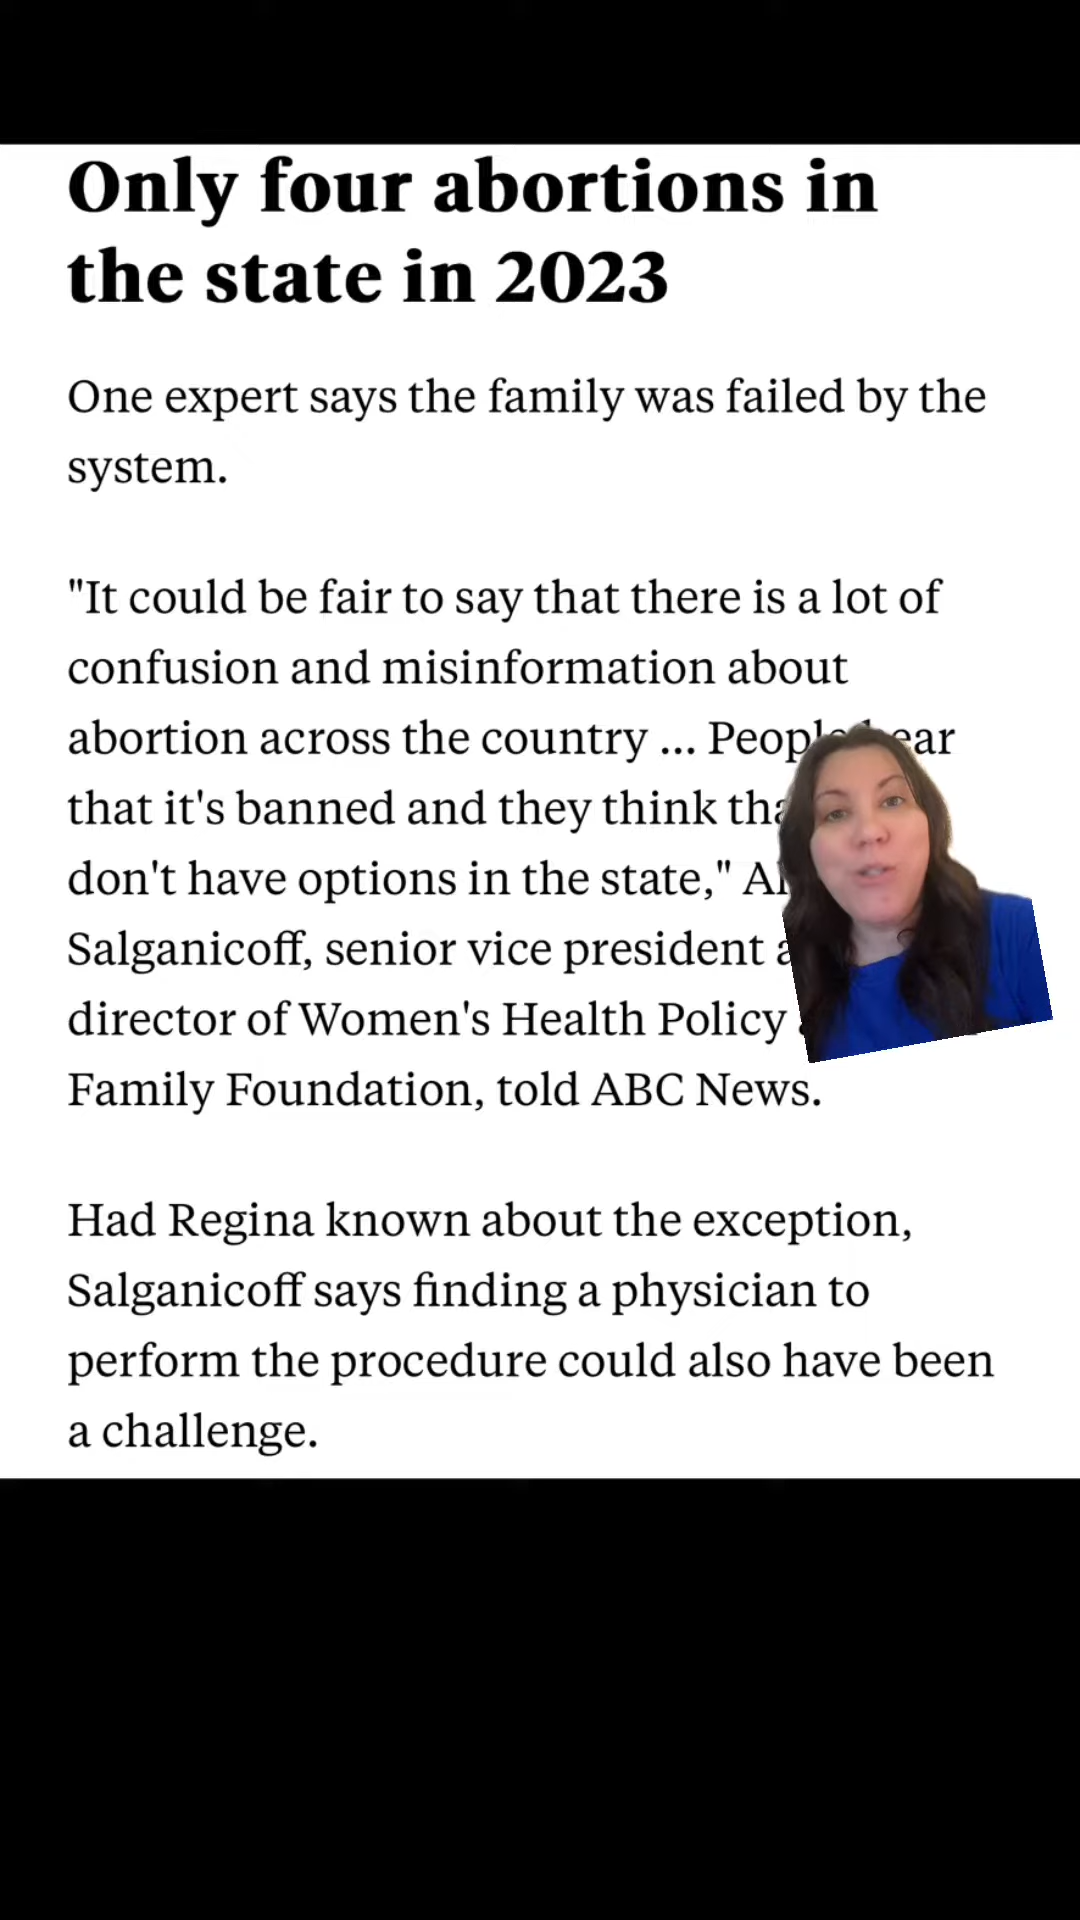 Only four abortions in
the state in 2023
One expert says the family was failed by the
system.
"It could be fair to say that there is a lot of
confusion and misinformation about
abortion across the country ... People
that it's banned and they think
don't have options in the state,"
Salganicoff, senior vice president
director of Women's Health Policy
Family Foundation, told ABC News.
Had Regina known about the exception,
Salganicoff says finding a physician to
perform the procedure could also have been
a challenge.